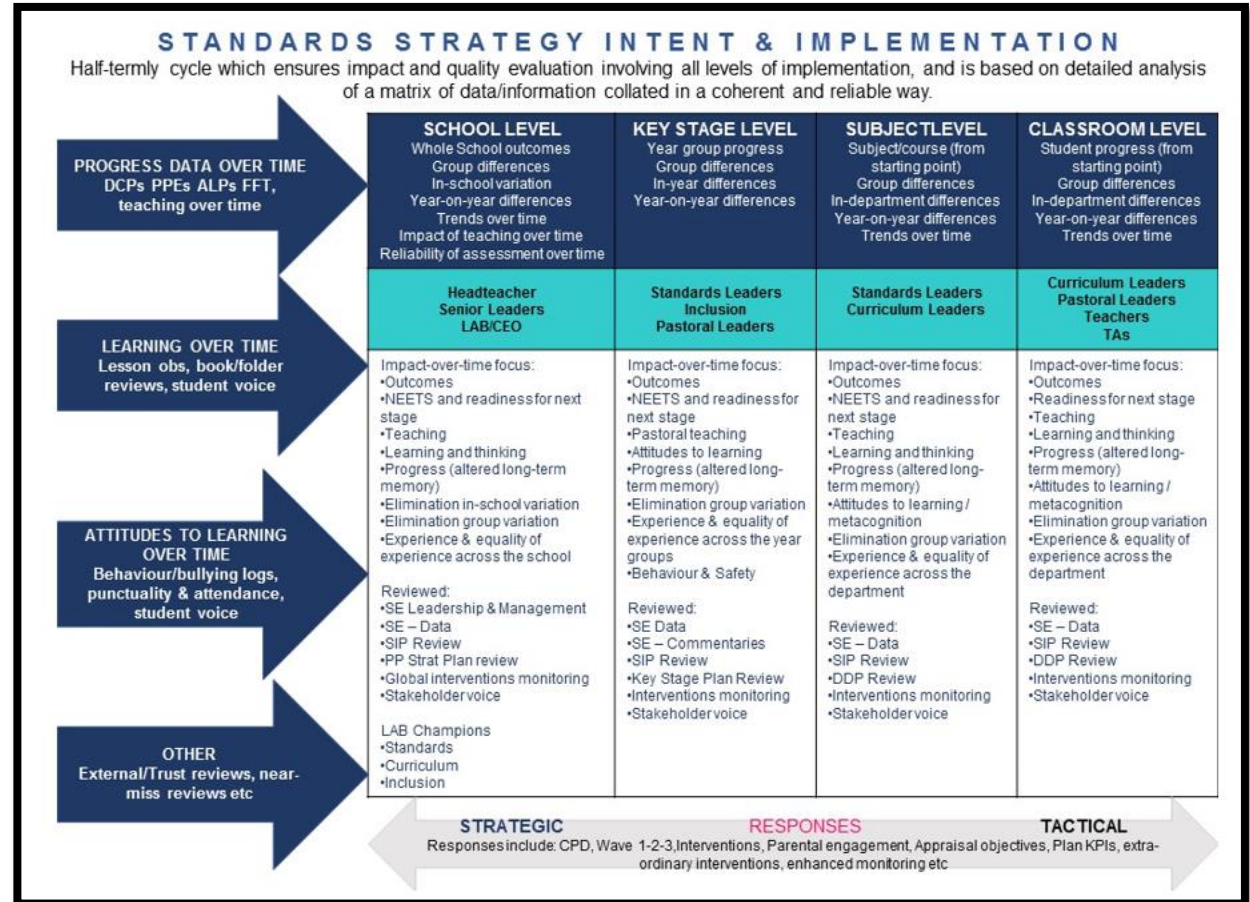 STANDARDS STRATEGY INTENT & IMPLEMENTATION
Half-termly cycle which ensures impact and quality evaluation involving all levels of implementation, and is based on detailed analysis
of a matrix of data/information collated in a coherent and reliable way.
PROGRESS DATA OVER TIME
DCPs PPEs ALPs FFT,
teaching over time
LEARNING OVER TIME
Lesson obs, book/folder
reviews, student voice
ATTITUDES TO LEARNING
OVER TIME
Behaviour/bullying logs,
punctuality & attendance,
student voice
OTHER
External/Trust reviews, near-
miss reviews etc
SCHOOL LEVEL
Whole School outcomes
Group differences
In-school variation
Year-on-year differences
Trends over time
Impact of teaching over time
Reliability of assessment over time
Headteacher
Senior Leaders
LAB/CEO
Impact-over-time focus:
•Outcomes
•NEETS and readiness for next
stage
•Teaching
•Learning and thinking
•Progress (altered long-term
memory)
•Elimination in-school variation
•Elimination group variation
•Experience & equality of
experience across the school
Reviewed:
•SE Leadership & Management
•SE – Data
•SIP Review
•PP Strat Plan review
•Global interventions monitoring
•Stakeholder voice
LAB Champions
•Standards
•Curriculum
•Inclusion
KEY STAGE LEVEL
Year group progress
Group differences
In-year differences
Year-on-year differences
Standards Leaders
Inclusion
Pastoral Leaders
Impact-over-time focus:
•Outcomes
•NEETS and readiness for
next stage
•Pastoral teaching
•Attitudes to learning
•Progress (altered long-
term memory)
•Elimination group variation
•Experience & equality of
experience across the year
groups
•Behaviour & Safety
Reviewed:
•SE Data
•SE – Commentaries
•SIP Review
•Key Stage Plan Review
•Interventions monitoring
•Stakeholder voice
SUBJECTLEVEL
Subject/course (from
starting point)
Group differences
In-department differences
Year-on-year differences
Trends over time
Standards Leaders
Curriculum Leaders
Impact-over-time focus:
•Outcomes
•NEETS and readiness for
next stage
•Teaching
•Learning and thinking
•Progress (altered long-
term memory)
•Attitudes to learning /
metacognition
•Elimination group variation
•Experience & equality of
experience across the
department
Reviewed:
•SE – Data
•SIP Review
•DDP Review
•Interventions monitoring
•Stakeholder voice
CLASSROOM LEVEL
Student progress (from
starting point)
Group differences
In-department differences
Year-on-year differences
Trends over time
Curriculum Leaders
Pastoral Leaders
Teachers
TAs
Impact-over-time focus:
•Outcomes
•Readiness for next stage
•Teaching
•Learning and thinking
•Progress (altered long-
term memory)
•Attitudes to learning /
metacognition
•Elimination group variation
•Experience & equality of
experience across the
department
Reviewed:
•SE – Data
•SIP Review
•DDP Review
•Interventions monitoring
•Stakeholder voice
STRATEGIC RESPONSES TACTICAL
Responses include: CPD, Wave 1-2-3,Interventions, Parental engagement, Appraisal objectives, Plan KPIs, extra-
ordinary interventions, enhanced monitoring etc